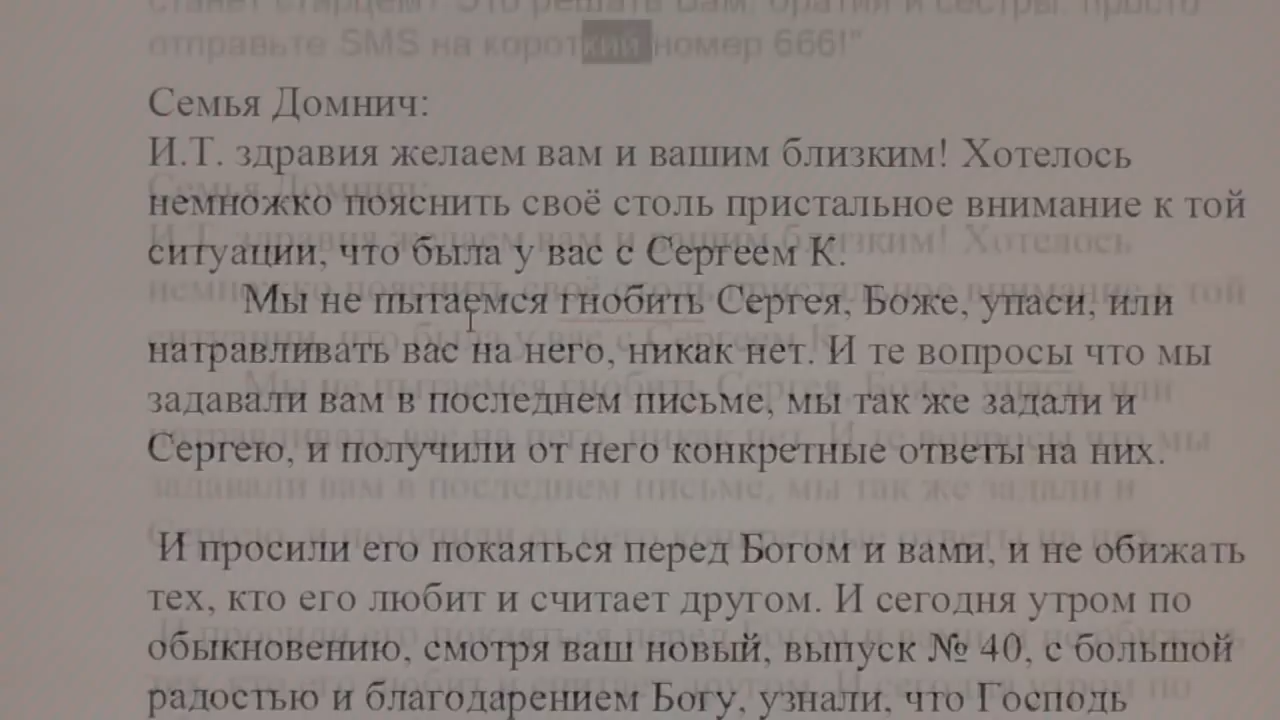 станет старцем? Это решать Вам, братия и сестры, просто
отправьте SMS на короткий номер 666!"
Семья Домнич:
И.Т. здравия желаем вам и вашим близким! Хотелось
немножко пояснить своё столь пристальное внимание к той
ситуации, что была у вас с Сергеем К.
Мы не пытаемся гнобить Сергея, Боже, упаси, или
натравливать вас на него, никак нет. И те вопросы что мы
задавали вам в последнем письме, мы так же задали и
Сергею, и получили от него конкретные ответы на них.
И просили его покаяться перед Богом и вами, и не обижать
тех, кто его любит и считает другом. И сегодня утром по
обыкновению, смотря ваш новый, выпуск № 40, с большой
радостью и благодарением Богу, узнали, что Господь